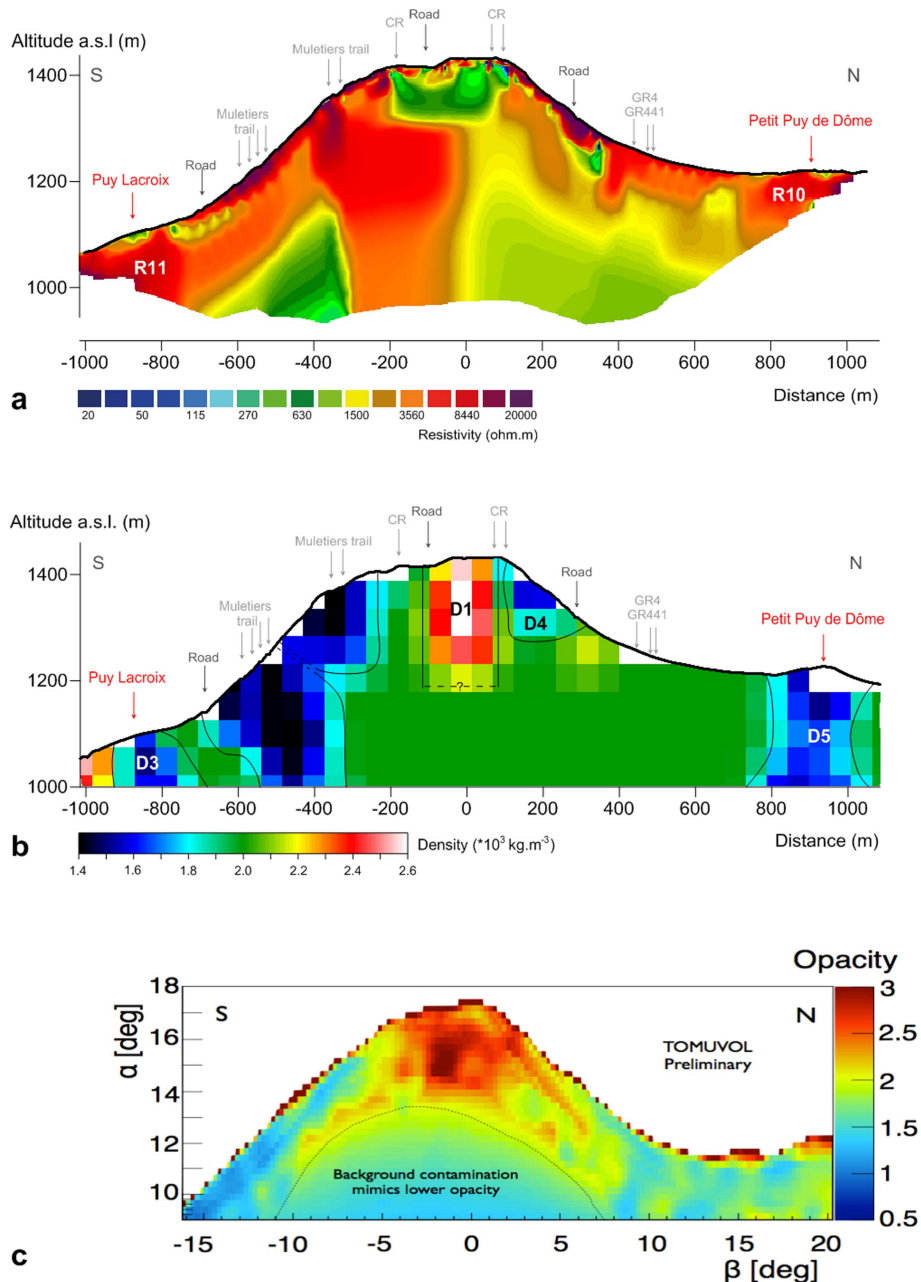 Altitude a.s.l (m)
S
N
CR
Road
CR
Muletiers trail
Road
Muletiers
trail
GR4
GR441
Road
Petit Puy de Dôme
Puy Lacroix
1400
1200
1000
R11
R10
-1000 -800 -600 -400 -200 0 200 400 600 800 1000
Distance (m)
20 50 115 270 630 1500 3560 8440 20000
Resistivity (ohm.m)
a
Altitude a.s.l. (m)
S
N
CR
Road
CR
Muletiers trail
Road
Muletiers
trail
GR4
GR441
Road
Petit Puy de Dôme
Puy Lacroix
1400
1200
1000
D1
D4
D3
D5
-?-
-1000 -800 -600 -400 -200 0 200 400 600 800 1000
Distance (m)
Density (*10³ kg.m⁻³)
1.4 1.6 1.8 2.0 2.2 2.4 2.6
b
Opacity
α [deg]
18
16
14
12
10
S
N
TOMUVOL
Preliminary
Background contamination
mimics lower opacity
3
2.5
2
1.5
1
0.5
-15 -10 -5 0 5 10 15 20
β [deg]
c